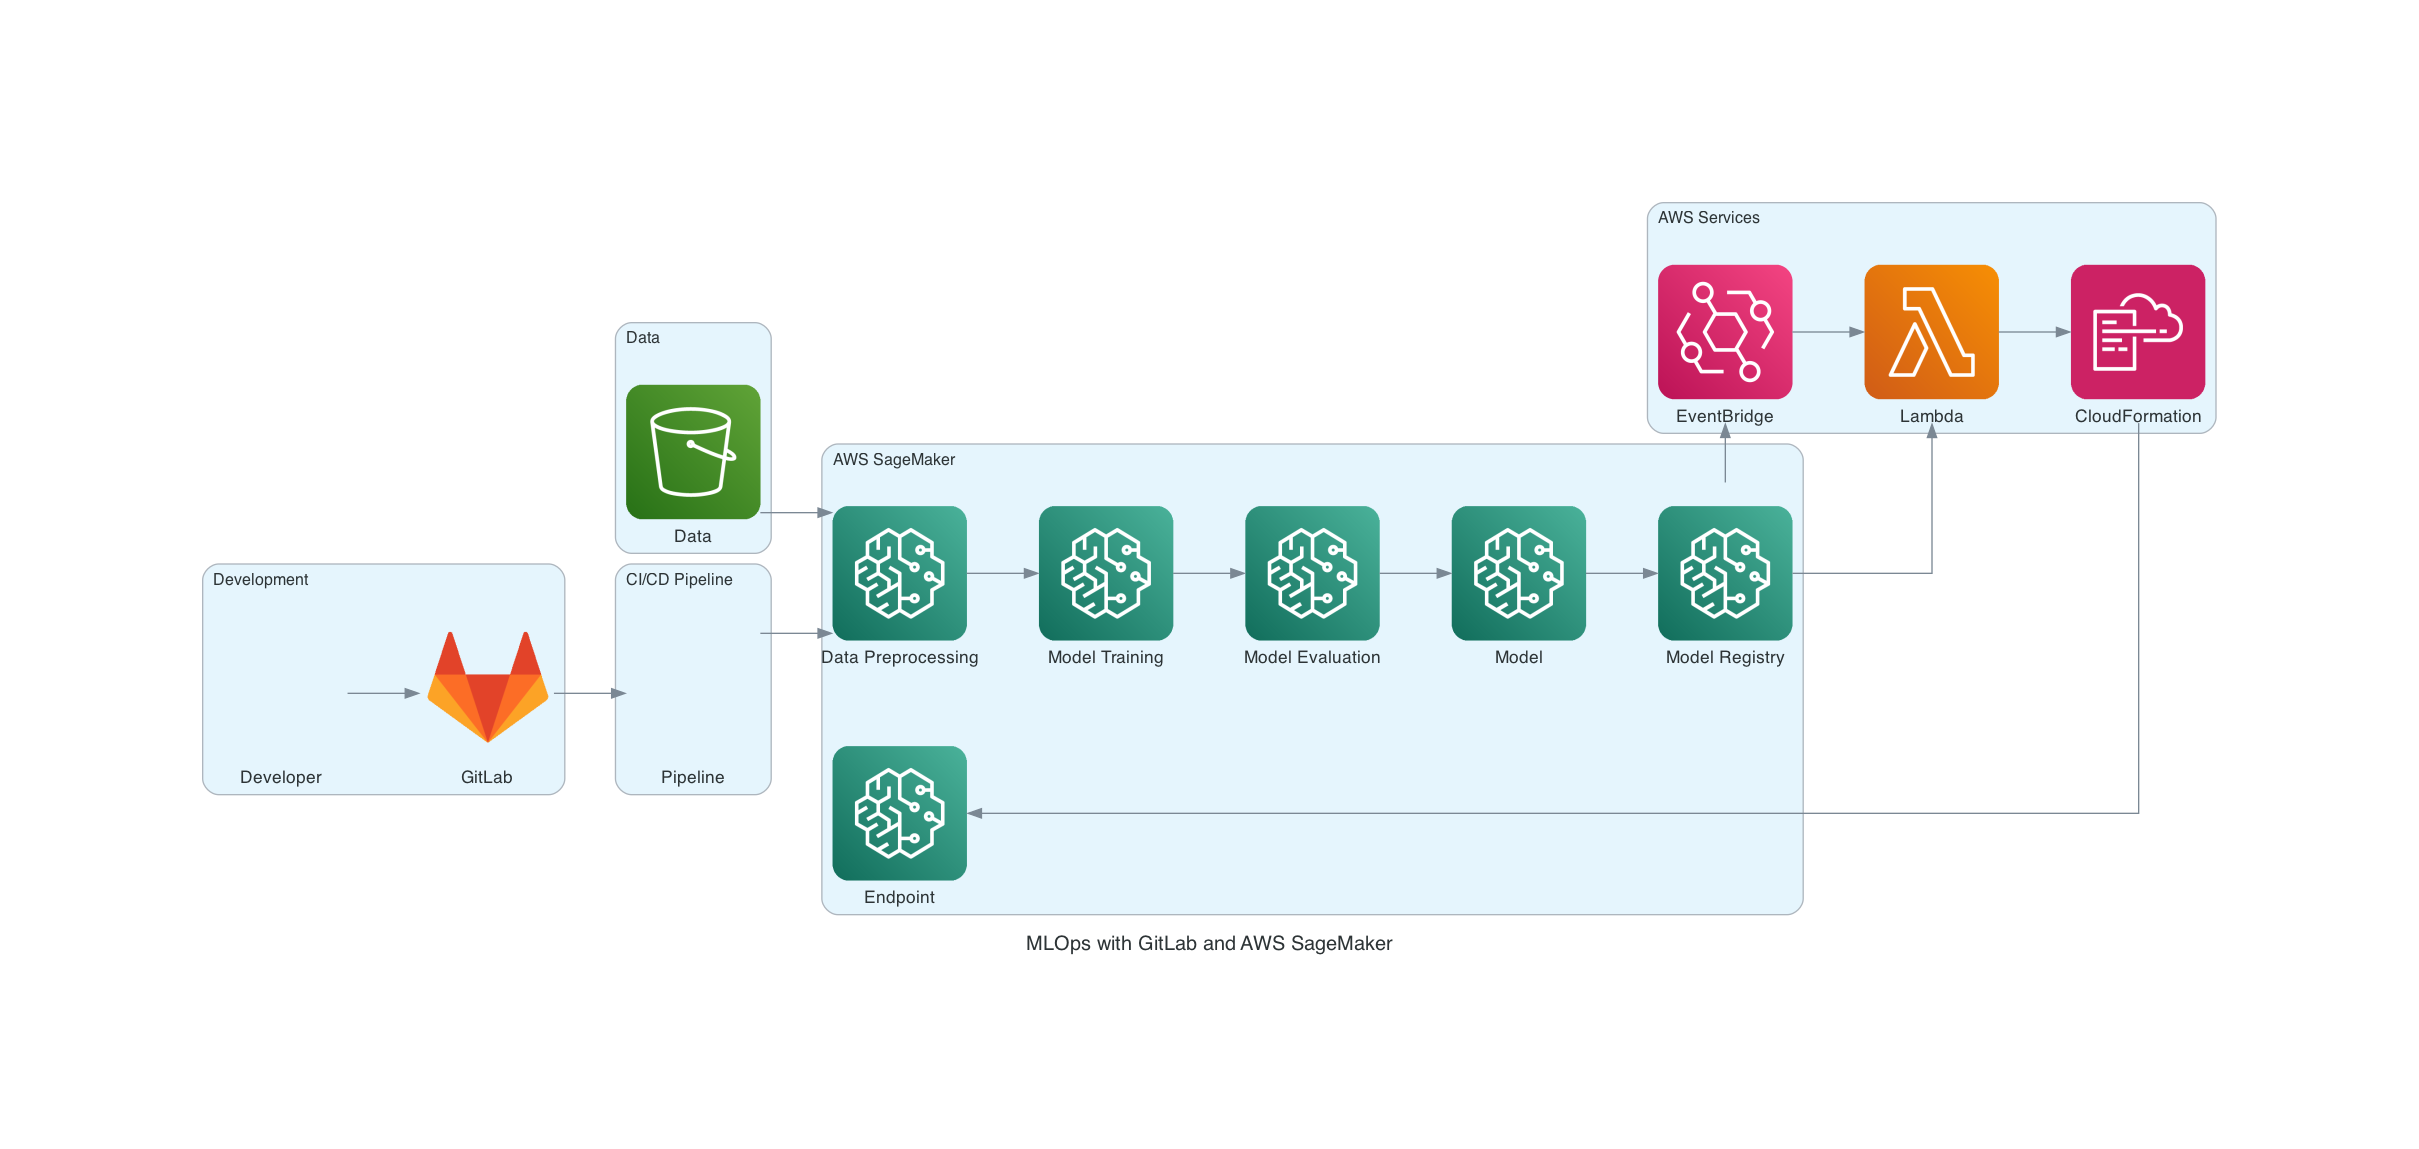 AWS Services
EventBridge
Lambda
CloudFormation
Data
Data
AWS SageMaker
Data Preprocessing
Model Training
Model Evaluation
Model
Model Registry
Development
Developer
GitLab
CI/CD Pipeline
Pipeline
Endpoint
MLOps with GitLab and AWS SageMaker